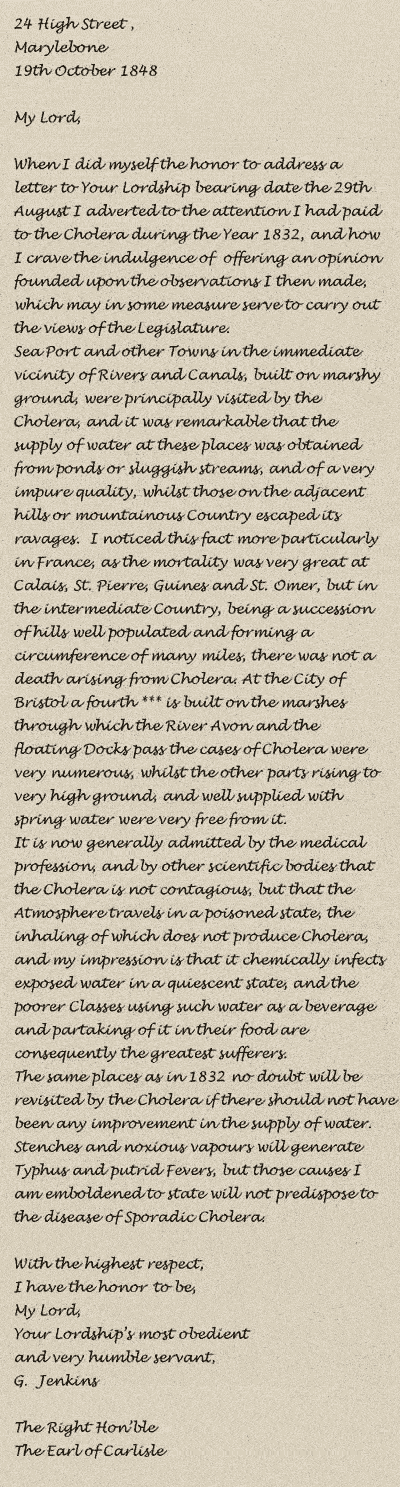 24 High Street ,
Marylebone
19th October 1848
My Lord,
When I did myself the honor to address a
letter to Your Lordship bearing date the 29th
August I adverted to the attention I had paid
to the Cholera during the Year 1832, and how
I crave the indulgence of offering an opinion
founded upon the observations I then made,
which may in some measure serve to carry out
the views of the Legislature.
Sea Port and other Towns in the immediate
vicinity of Rivers and Canals, built on marshy
ground, were principally visited by the
Cholera, and it was remarkable that the
supply of water at these places was obtained
from ponds or sluggish streams, and of a very
impure quality, whilst those on the adjacent
hills or mountainous Country escaped its
ravages. I noticed this fact more particularly
in France, as the mortality was very great at
Calais, St. Pierre, Guines and St. Omer, but in
the intermediate Country, being a succession
of hills well populated and forming a
circumference of many miles, there was not a
death arising from Cholera. At the City of
Bristol a fourth *** is built on the marshes
through which the River Avon and the
floating Docks pass the cases of Cholera were
very numerous, whilst the other parts rising to
very high ground, and well supplied with
spring water were very free from it.
It is now generally admitted by the medical
profession, and by other scientific bodies that
the Cholera is not contagious, but that the
Atmosphere travels in a poisoned state, the
inhaling of which does not produce Cholera,
and my impression is that it chemically infects
exposed water in a quiescent state, and the
poorer Classes using such water as a beverage
and partaking of it in their food are
consequently the greatest sufferers.
The same places as in 1832 no doubt will be
revisited by the Cholera if there should not have
been any improvement in the supply of water.
Stenches and noxious vapours will generate
Typhus and putrid Fevers, but those causes I
am emboldened to state will not predispose to
the disease of Sporadic Cholera.
With the highest respect,
I have the honor to be,
My Lord,
Your Lordship's most obedient
and very humble servant,
G. Jenkins
The Right Hon'ble
The Earl of Carlisle